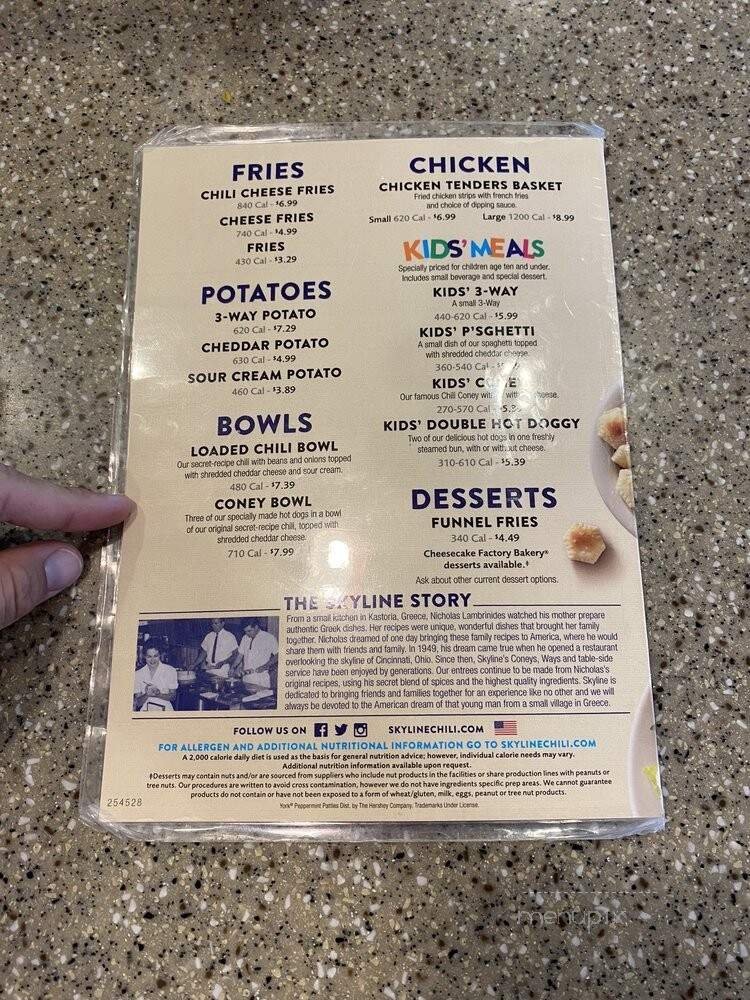 FRIES
CHILI CHEESE FRIES
840 Cal - $6.99
CHEESE FRIES
740 Cal - $4.99
FRIES
430 Cal - $3.29
POTATOES
3-WAY POTATO
620 Cal - $7.29
CHEDDAR POTATO
630 Cal - $4.99
SOUR CREAM POTATO
460 Cal - $3.89
BOWLS
LOADED CHILI BOWL
Our secret-recipe chili with beans and onions topped
with shredded cheddar cheese and sour cream.
480 Cal - $7.39
CONEY BOWL
Three of our specially made hot dogs in a bowl
of our original secret-recipe chili, topped with
shredded cheddar cheese.
710 Cal - $7.99
CHICKEN
CHICKEN TENDERS BASKET
Fried chicken strips with french fries
and choice of dipping sauce.
Small 620 Cal - $6.99 Large 1200 Cal - $8.99
KIDS' MEALS
Specially priced for children age ten and under.
Includes small beverage and special dessert.
KIDS' 3-WAY
A small 3-Way
440-620 Cal - $5.99
KIDS' P'SGHETTI
A small dish of our spaghetti topped
with shredded cheddar cheese.
360-540 Cal -
KIDS' CONEY
Our famous Chili Coney with cheese.
270-570 Cal - $5.39
KIDS' DOUBLE HOT DOGGY
Two of our delicious hot dogs in one freshly
steamed bun, with or without cheese.
310-610 Cal - $5.39
DESSERTS
FUNNEL FRIES
340 Cal - $4.49
Cheesecake Factory Bakery®
desserts available.‡
Ask about other current dessert options.
THE SKYLINE STORY
From a small kitchen in Kastoria, Greece, Nicholas Lambrinides watched his mother prepare
authentic Greek dishes. Her recipes were unique, wonderful dishes that brought her family
together. Nicholas dreamed of one day bringing these family recipes to America, where he would
share them with friends and family. In 1949, his dream came true when he opened a restaurant
overlooking the skyline of Cincinnati, Ohio. Since then, Skyline's Coneys, Ways and table-side
service have been enjoyed by generations. Our entrees continue to be made from Nicholas's
original recipes, using his secret blend of spices and the highest quality ingredients. Skyline is
dedicated to bringing friends and families together for an experience like no other and we will
always be devoted to the American dream of that young man from a small village in Greece.
FOLLOW US ON SKYLINECHILI.COM
FOR ALLERGEN AND ADDITIONAL NUTRITIONAL INFORMATION GO TO SKYLINECHILI.COM
A 2,000 calorie daily diet is used as the basis for general nutrition advice; however, individual calorie needs may vary.
Additional nutrition information available upon request.
‡Desserts may contain nuts and/or are sourced from suppliers who include nut products in the facilities or share production lines with peanuts or
tree nuts. Our procedures are written to avoid cross contamination, however we do not have ingredients specific prep areas. We cannot guarantee
products do not contain or have not been exposed to a form of wheat/gluten, milk, eggs, peanut or tree nut products.
York® Peppermint Patties Dist. by The Hershey Company. Trademarks Under License.
254528
menupix